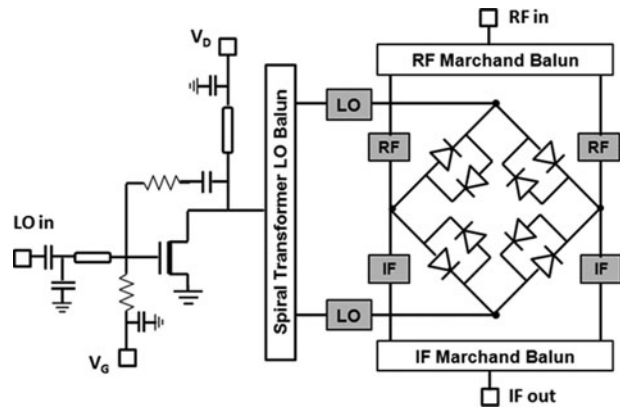 RF in
V_D
RF Marchand Balun
LO
RF
RF
Spiral Transformer LO Balun
LO in
IF
IF
LO
V_G
IF Marchand Balun
IF out